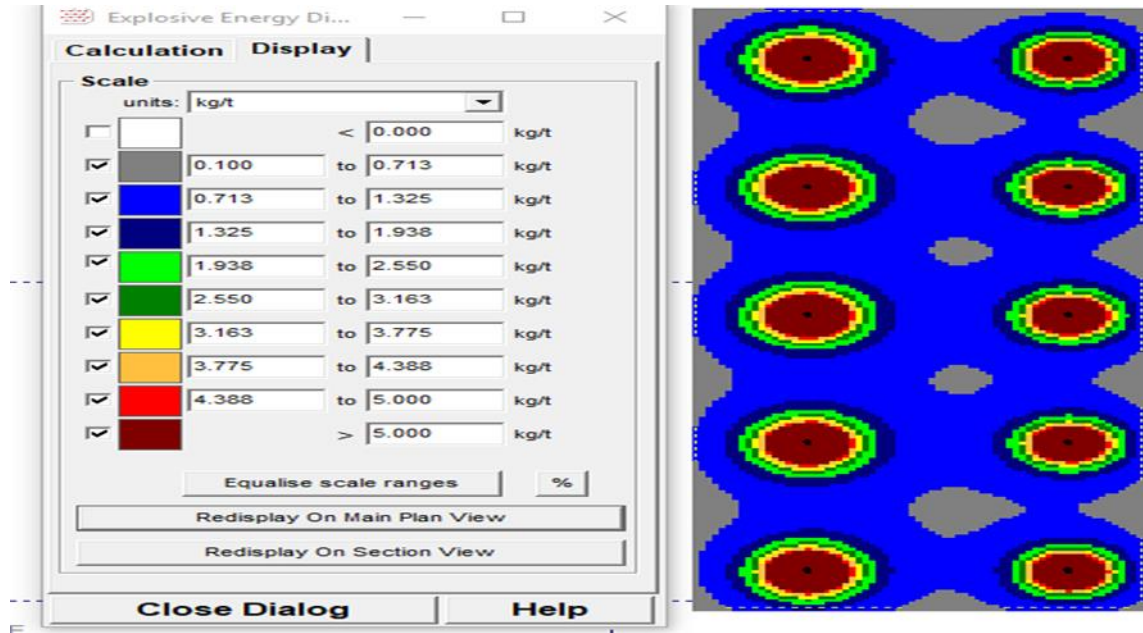 Explosive Energy Di...
Calculation Display
Scale
units: kg/t
< 0.000 kg/t
0.100 to 0.713 kg/t
0.713 to 1.325 kg/t
1.325 to 1.938 kg/t
1.938 to 2.550 kg/t
2.550 to 3.163 kg/t
3.163 to 3.775 kg/t
3.775 to 4.388 kg/t
4.388 to 5.000 kg/t
> 5.000 kg/t
Equalise scale ranges %
Redisplay On Main Plan View
Redisplay On Section View
Close Dialog Help